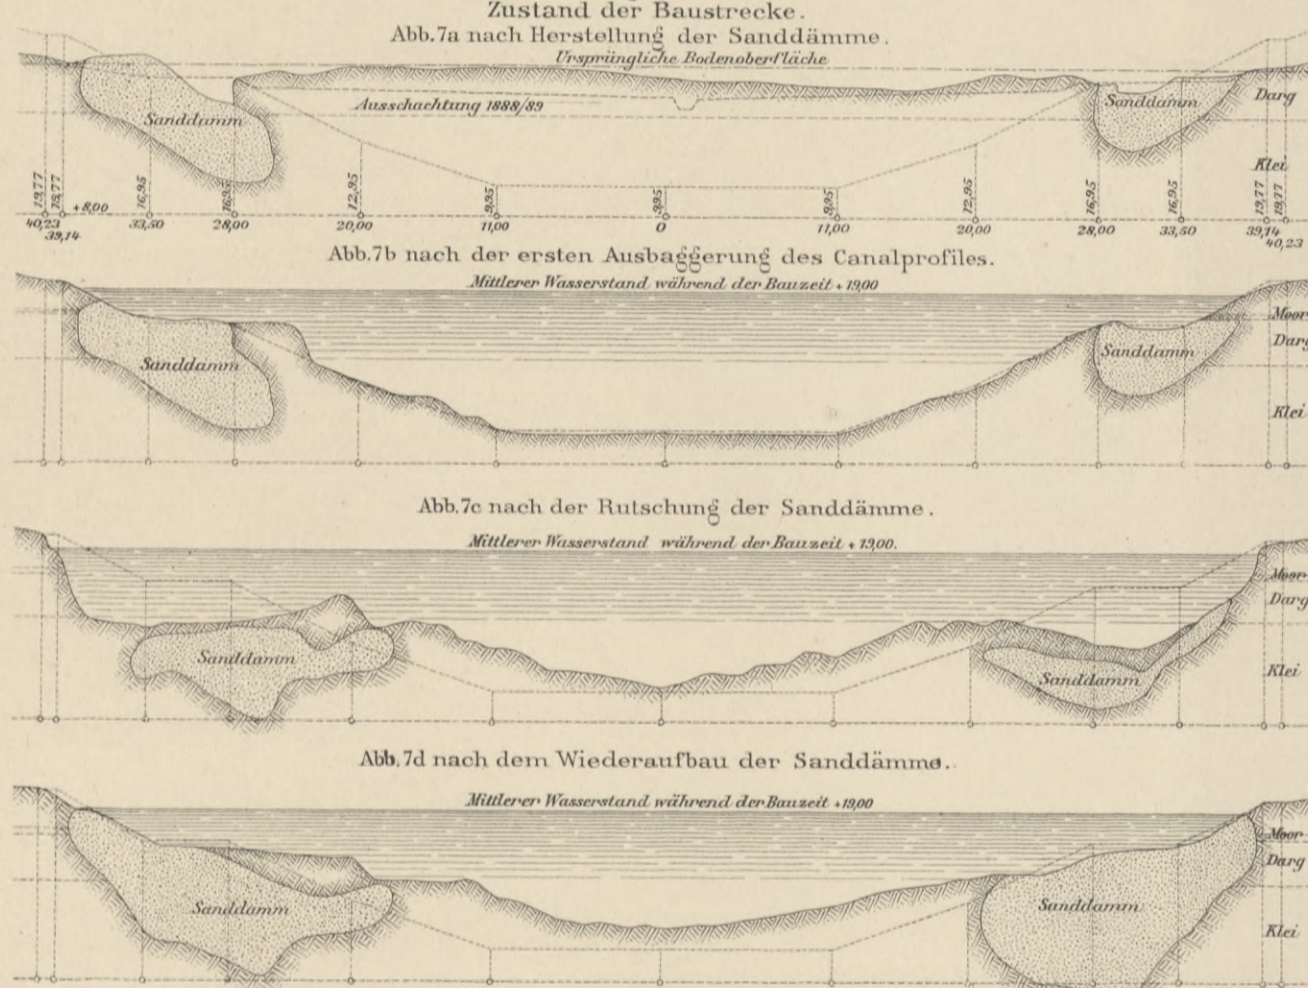 Zustand der Baustrecke.
Abb.7a nach Herstellung der Sanddämme.
Ursprüngliche Bodenoberfläche
Ausschachtung 1888/89
Sanddamm
Sanddamm
Darg
Klei
19,77 18,77 16,95 16,95 12,95 9,95 9,95 9,95 12,95 16,95 16,95 19,77 19,77
+8,00
40,23 39,14 33,50 28,00 20,00 11,00 0 11,00 20,00 28,00 33,50 39,14 40,23
Abb.7b nach der ersten Ausbaggerung des Canalprofiles.
Mittlerer Wasserstand während der Bauzeit + 19,00
Sanddamm
Sanddamm
Moor
Darg
Klei
Abb.7c nach der Rutschung der Sanddämme.
Mittlerer Wasserstand während der Bauzeit + 19,00.
Sanddamm
Sanddamm
Moor
Darg
Klei
Abb.7d nach dem Wiederaufbau der Sanddämme.
Mittlerer Wasserstand während der Bauzeit +19,00
Sanddamm
Sanddamm
Moor
Darg
Klei